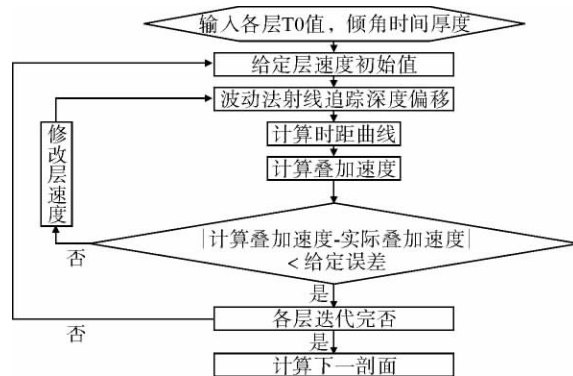 输入各层T0值，倾角时间厚度
给定层速度初始值
波动法射线追踪深度偏移
计算时距曲线
修改层速度
计算叠加速度
|计算叠加速度-实际叠加速度|
<给定误差
否
是
各层迭代完否
否
是
计算下一剖面